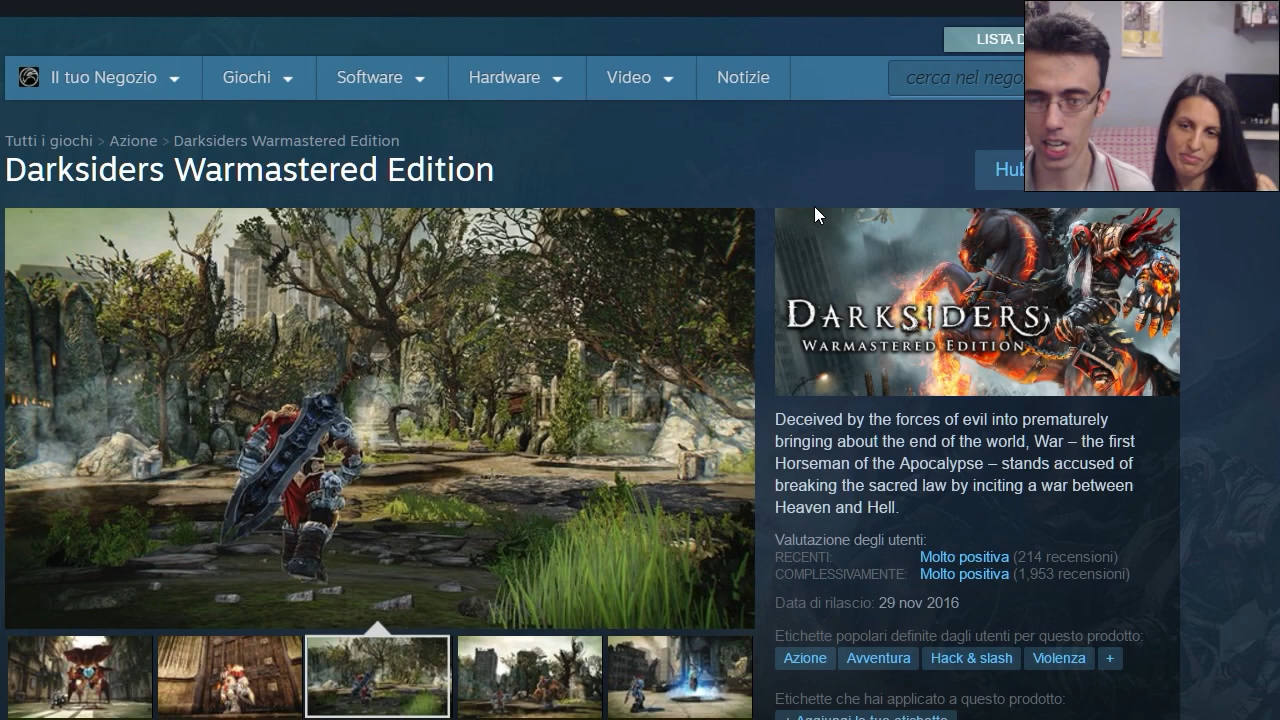 LISTA D
Il tuo Negozio
Giochi
Software
Hardware
Video
Notizie
cerca nel nego
Tutti i giochi > Azione > Darksiders Warmastered Edition
Darksiders Warmastered Edition
Hub
DARKSIDERS
WARMASTERED EDITION
Deceived by the forces of evil into prematurely
bringing about the end of the world, War – the first
Horseman of the Apocalypse – stands accused of
breaking the sacred law by inciting a war between
Heaven and Hell.
Valutazione degli utenti:
RECENTI: Molto positiva (214 recensioni)
COMPLESSIVAMENTE: Molto positiva (1,953 recensioni)
Data di rilascio: 29 nov 2016
Etichette popolari definite dagli utenti per questo prodotto:
Azione Avventura Hack & slash Violenza +
Etichette che hai applicato a questo prodotto:
+ Aggiungi le tue etichette